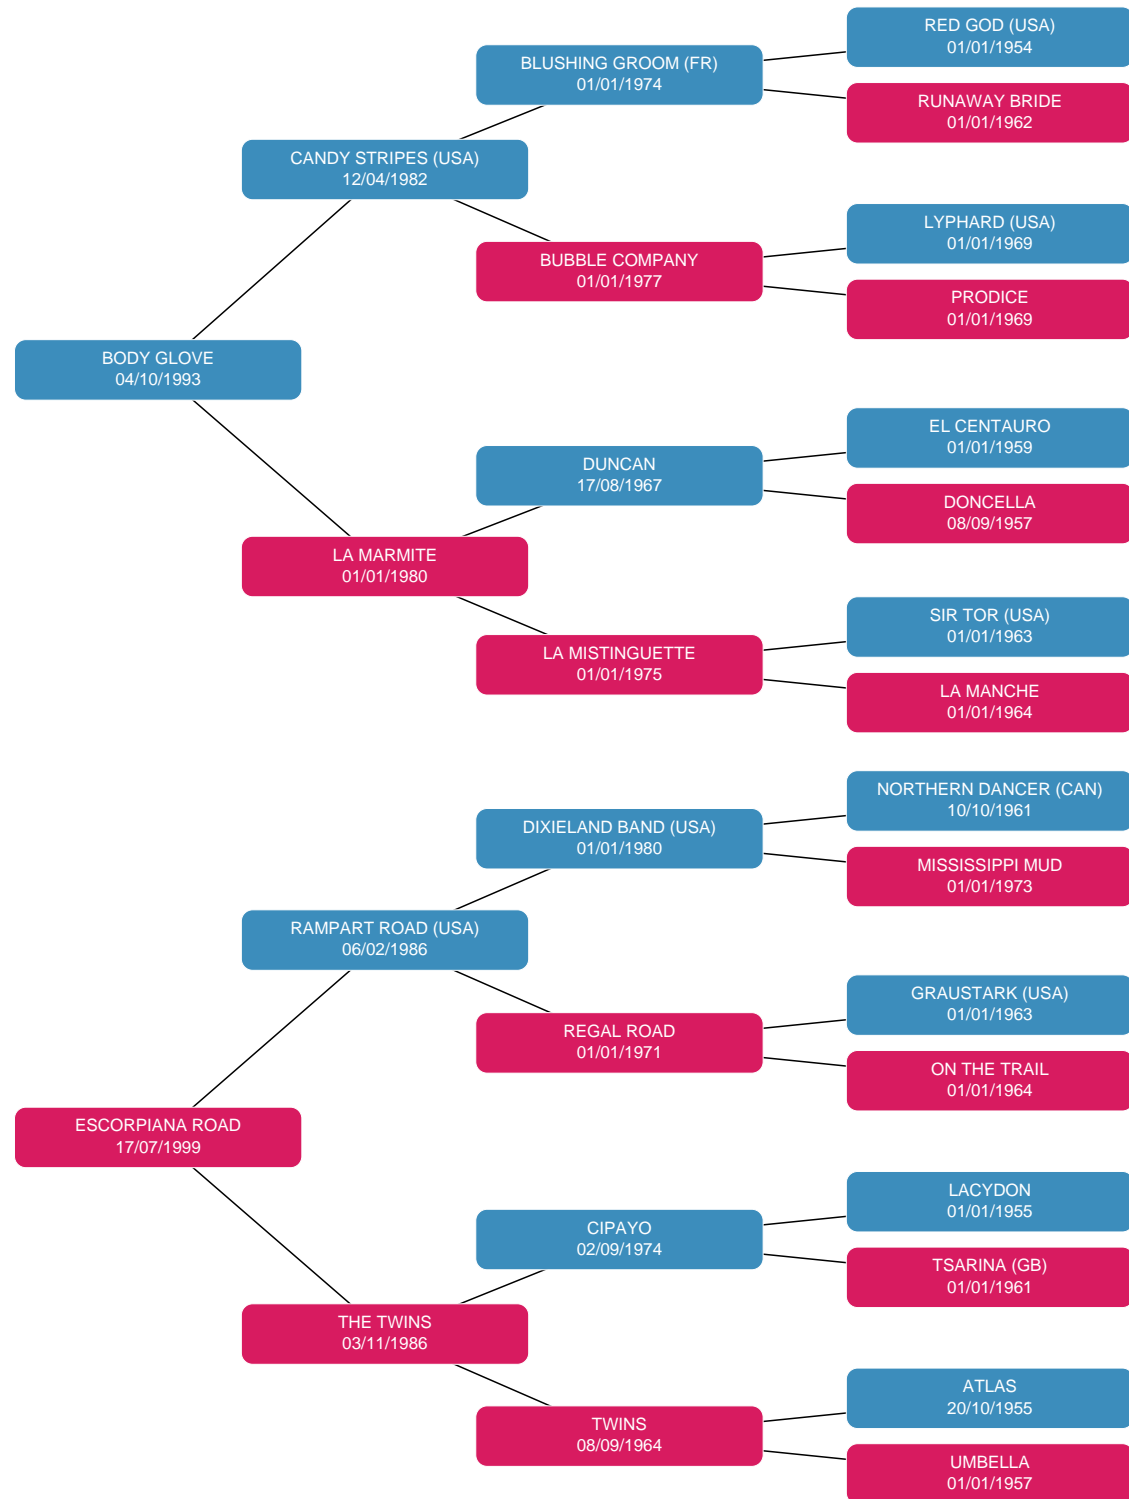 RED GOD (USA)
01/01/1954
BLUSHING GROOM (FR)
01/01/1974
RUNAWAY BRIDE
01/01/1962
CANDY STRIPES (USA)
12/04/1982
LYPHARD (USA)
01/01/1969
BUBBLE COMPANY
01/01/1977
PRODICE
01/01/1969
BODY GLOVE
04/10/1993
EL CENTAURO
01/01/1959
DUNCAN
17/08/1967
DONCELLA
08/09/1957
LA MARMITE
01/01/1980
SIR TOR (USA)
01/01/1963
LA MISTINGUETTE
01/01/1975
LA MANCHE
01/01/1964
NORTHERN DANCER (CAN)
10/10/1961
DIXIELAND BAND (USA)
01/01/1980
MISSISSIPPI MUD
01/01/1973
RAMPART ROAD (USA)
06/02/1986
GRAUSTARK (USA)
01/01/1963
REGAL ROAD
01/01/1971
ON THE TRAIL
01/01/1964
ESCORPIANA ROAD
17/07/1999
LACYDON
01/01/1955
CIPAYO
02/09/1974
TSARINA (GB)
01/01/1961
THE TWINS
03/11/1986
ATLAS
20/10/1955
TWINS
08/09/1964
UMBELLA
01/01/1957